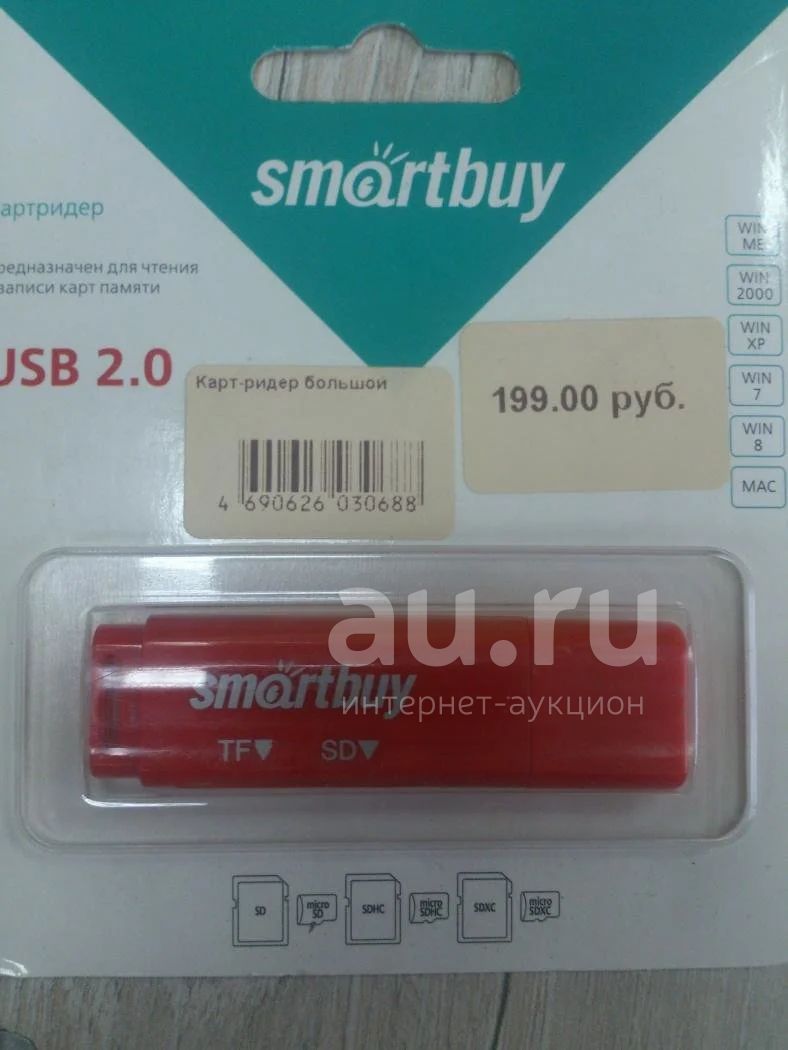 smartbuy
артридер
редназначен для чтения
записи карт памяти
USB 2.0
WIN
ME
WIN
2000
WIN
XP
WIN
7
WIN
8
MAC
Карт-ридер большой
4 690626 030688
199.00 руб.
au.ru
интернет-аукцион
smartbuy
TF▼ SD▼
SD
micro
SD
SDHC
micro
SDHC
SDXC
micro
SDXC